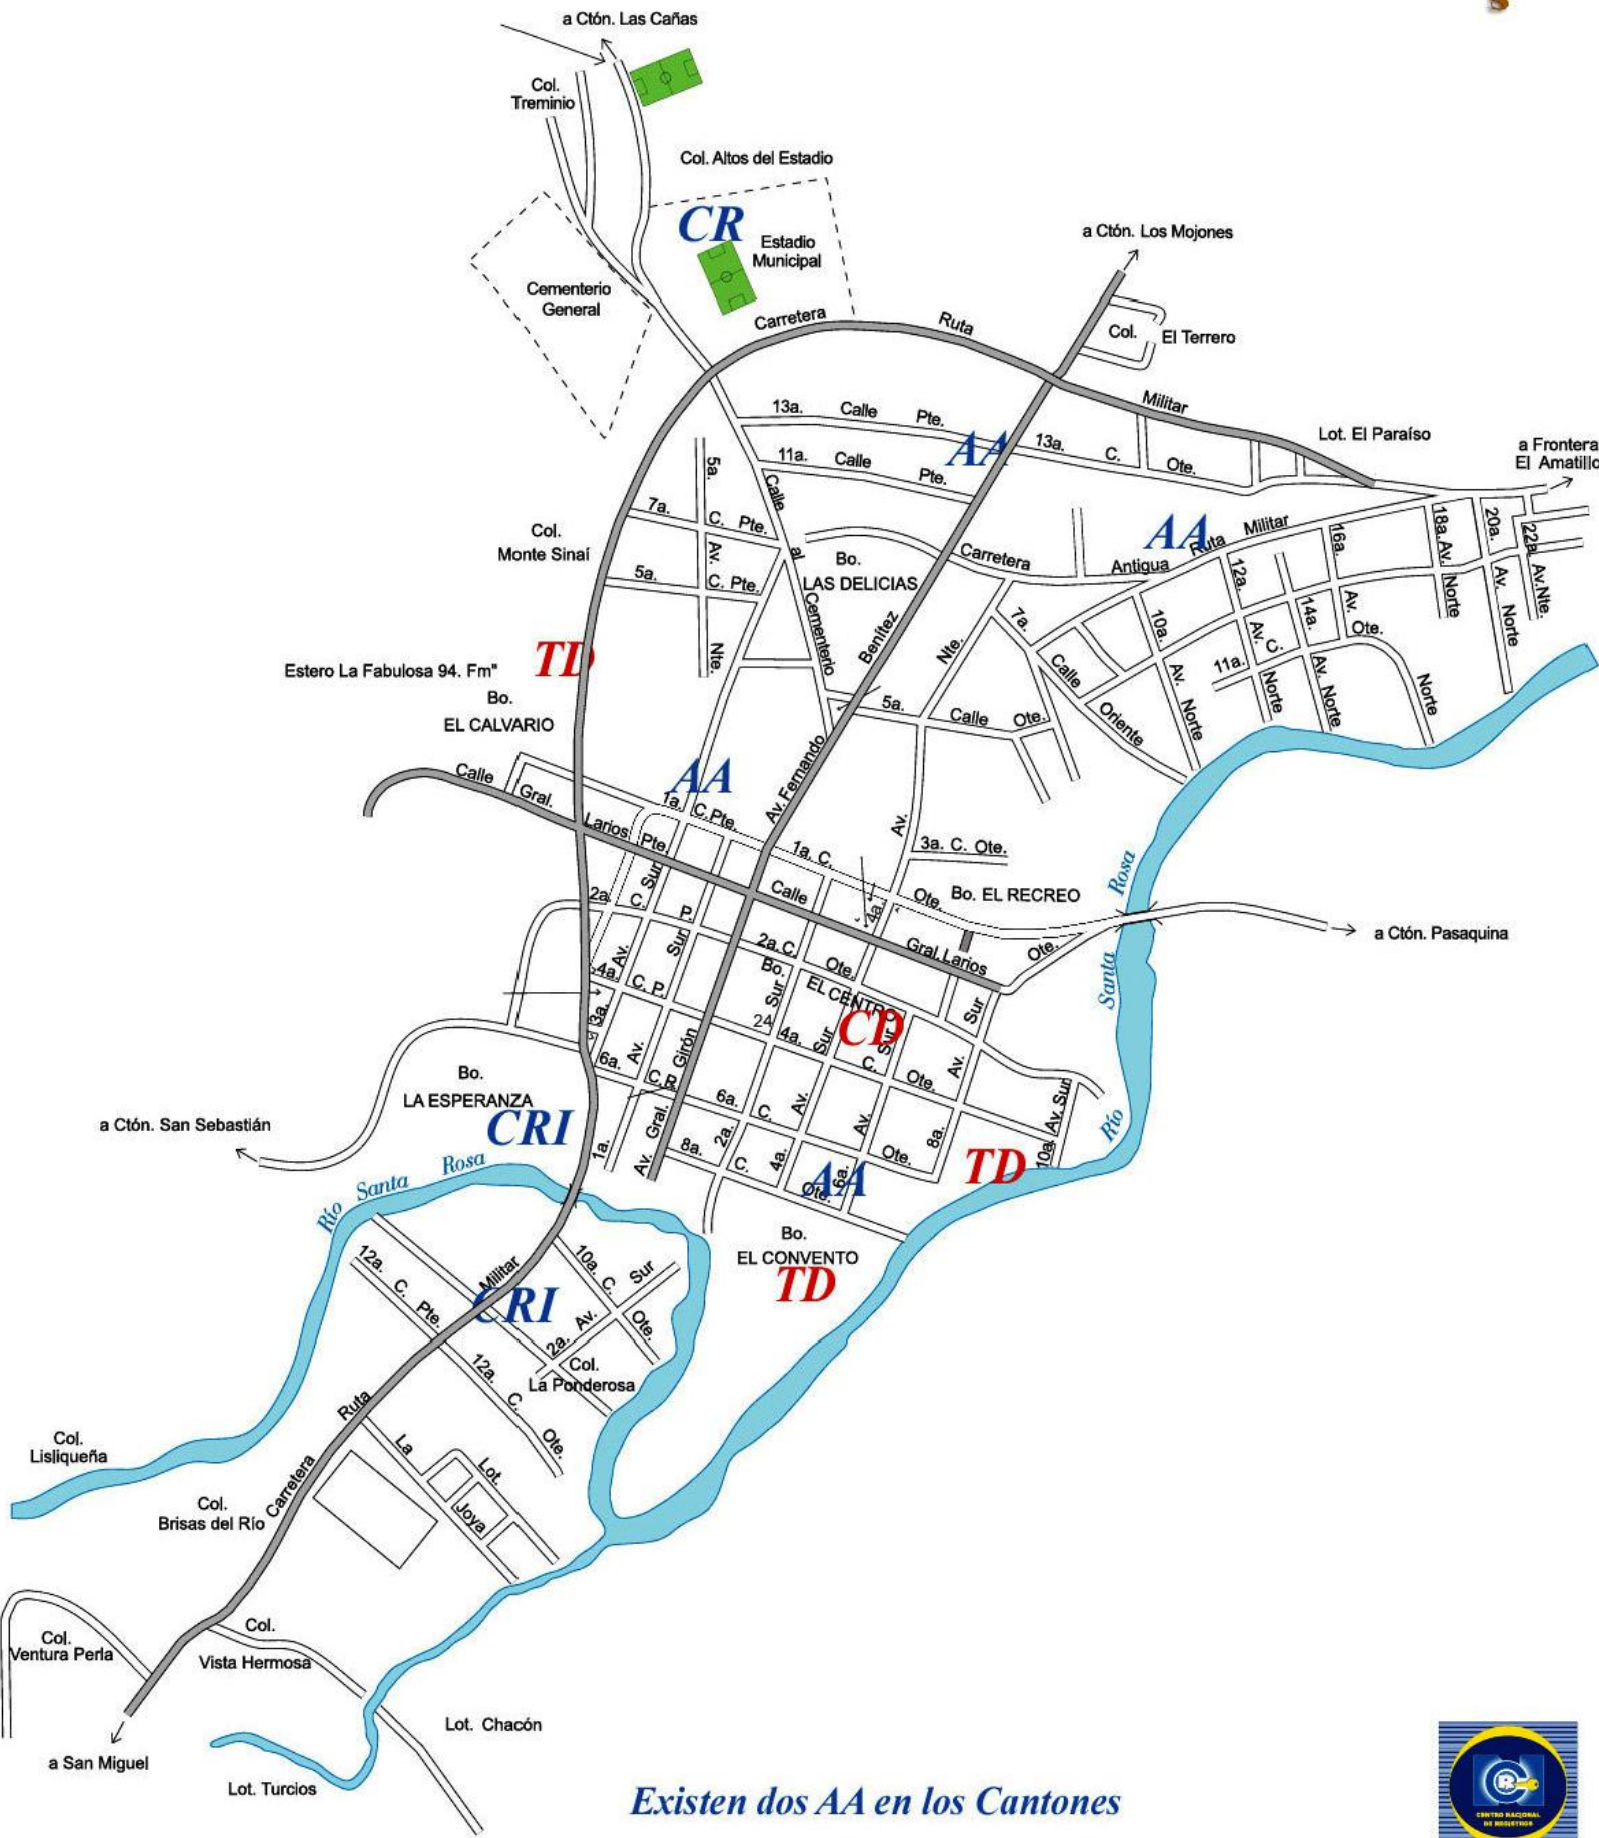 a Ctón. Las Cañas
Col.
Treminio
Col. Altos del Estadio
CR
Estadio
Municipal
a Ctón. Los Mojones
Cementerio
General
Carretera
Ruta
Col. El Terrero
Militar
Lot. El Paraíso
a Frontera
El Amatillo
13a. Calle Pte.
AA
13a. C. Ote.
11a. Calle Pte.
5a.
Av.
Nte.
Calle
al
Cementerio
7a. C. Pte.
Col.
Monte Sinaí
5a. C. Pte.
Bo.
LAS DELICIAS
Carretera
Antigua
Ruta
Militar
AA
12a.
Av.
Norte
16a.
Av.
Norte
18a. Av. Norte
20a.
Av.
Norte
22a.
Av. Nte.
10a.
Av.
Norte
14a.
Av. Norte
11a. C. Ote.
7a.
Calle
Oriente
Benítez
Nte.
TD
Estero La Fabulosa 94. Fm"
Bo.
EL CALVARIO
5a. Calle Ote.
AA
Av. Fernando
Calle
Gral.
Larios Pte.
1a. C. Pte.
1a. C.
Ote.
Av.
3a. C. Ote.
Bo. EL RECREO
Calle
Gral. Larios
Ote.
4a.
Río Santa Rosa
a Ctón. Pasaquina
2a. C. P.
Sur
Av.
3a.
Sur
Av.
1a.
4a. C. P.
2a. C.
Ote.
Bo.
EL CENTRO
CD
24
Sur
Sur
Sur
Sur
4a.
C.
Ote.
6a.
C. P.
Girón
Gral.
Av.
6a.
C.
Ote.
Av.
Av.
Av.
2a.
4a.
6a.
8a.
10a. Av. Sur
8a.
C.
Ote.
AA
TD
Bo.
LA ESPERANZA
CRI
a Ctón. San Sebastián
Río Santa Rosa
Bo.
EL CONVENTO
TD
12a. C. Pte.
Militar
CRI
10a. C.
Ote.
2a. Av. Sur
Col.
La Ponderosa
12a. C. Ote.
Ruta
Carretera
La
Lot.
Joya
Col.
Lisliqueña
Col.
Brisas del Río
Col.
Ventura Perla
Col.
Vista Hermosa
Lot. Chacón
a San Miguel
Lot. Turcios
Existen dos AA en los Cantones
CENTRO NACIONAL
DE REGISTROS